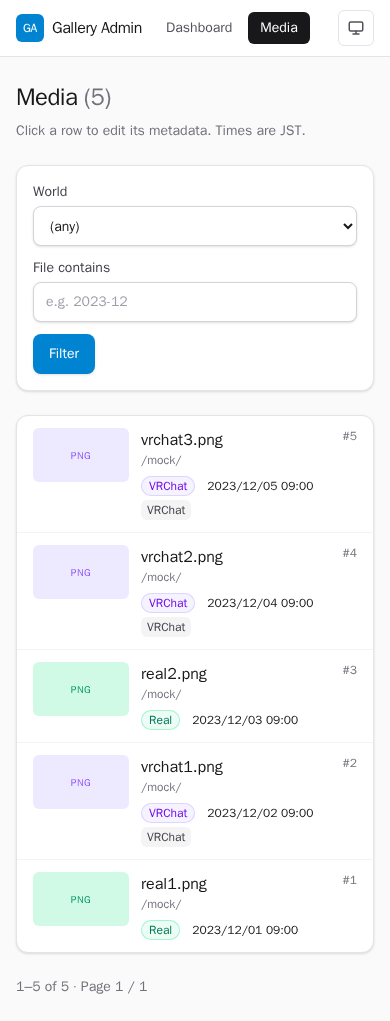 GA Gallery Admin Dashboard Media
Media (5)
Click a row to edit its metadata. Times are JST.
World
(any)
File contains
e.g. 2023-12
Filter
PNG
vrchat3.png
#5
/mock/
VRChat 2023/12/05 09:00
VRChat
PNG
vrchat2.png
#4
/mock/
VRChat 2023/12/04 09:00
VRChat
PNG
real2.png
#3
/mock/
Real 2023/12/03 09:00
PNG
vrchat1.png
#2
/mock/
VRChat 2023/12/02 09:00
VRChat
PNG
real1.png
#1
/mock/
Real 2023/12/01 09:00
1–5 of 5 · Page 1 / 1